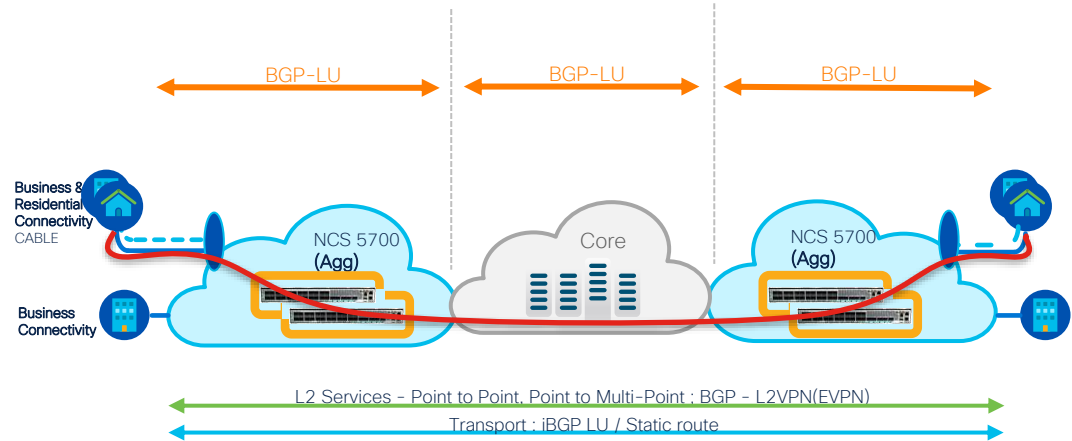 BGP-LU
BGP-LU
BGP-LU
Business &
Residential
Connectivity
CABLE
NCS 5700
(Agg)
Core
NCS 5700
(Agg)
Business
Connectivity
L2 Services - Point to Point, Point to Multi-Point ; BGP - L2VPN(EVPN)
Transport : iBGP LU / Static route